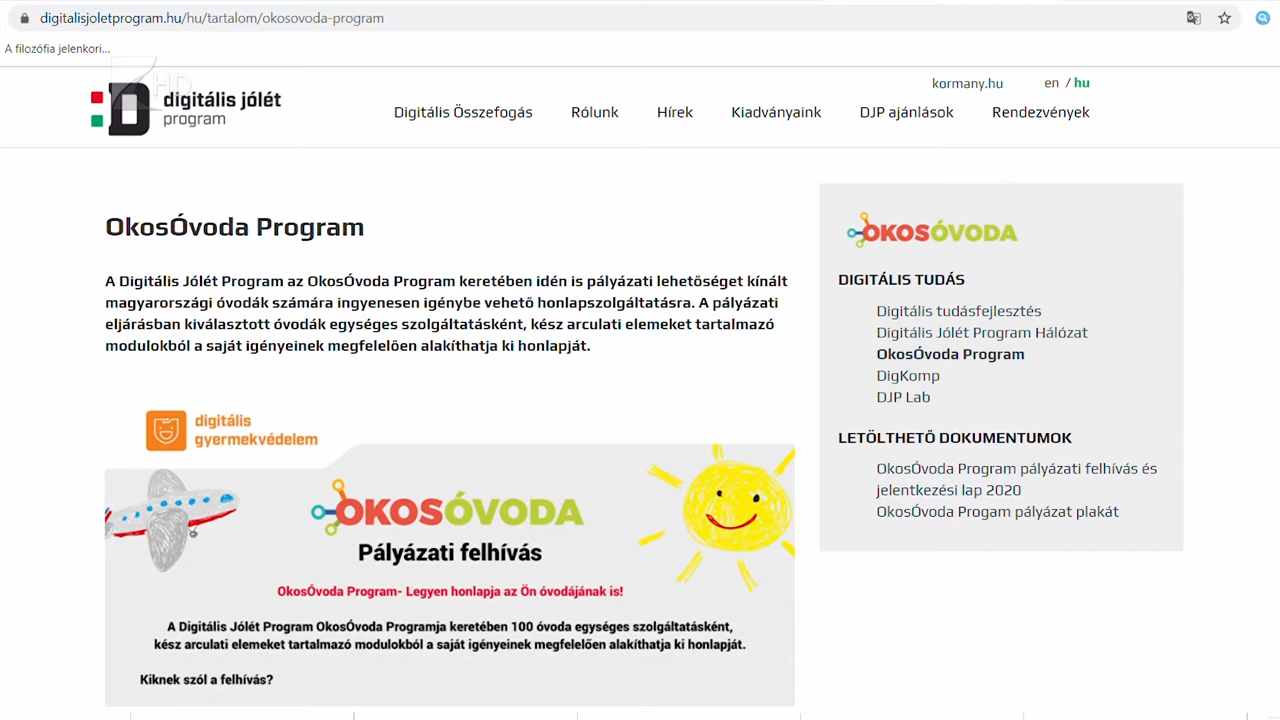 digitalisjoletprogram.hu/hu/tartalom/okosovoda-program
A filozófia jelenkori...
HD
kormany.hu en / hu
digitális jólét
program
Digitális Összefogás Rólunk Hírek Kiadványaink DJP ajánlások Rendezvények
OkosÓvoda Program
A Digitális Jólét Program az OkosÓvoda Program keretében idén is pályázati lehetőséget kínált
magyarországi óvodák számára ingyenesen igénybe vehető honlapszolgáltatásra. A pályázati
eljárásban kiválasztott óvodák egységes szolgáltatásként, kész arculati elemeket tartalmazó
modulokból a saját igényeinek megfelelően alakíthatja ki honlapját.
digitális
gyermekvédelem
OKOSÓVODA
Pályázati felhívás
OkosÓvoda Program- Legyen honlapja az Ön óvodájának is!
A Digitális Jólét Program OkosÓvoda Programja keretében 100 óvoda egységes szolgáltatásként,
kész arculati elemeket tartalmazó modulokból a saját igényeinek megfelelően alakíthatja ki honlapját.
Kiknek szól a felhívás?
OKOSÓVODA
DIGITÁLIS TUDÁS
Digitális tudásfejlesztés
Digitális Jólét Program Hálózat
OkosÓvoda Program
DigKomp
DJP Lab
LETÖLTHETŐ DOKUMENTUMOK
OkosÓvoda Program pályázati felhívás és
jelentkezési lap 2020
OkosÓvoda Progam pályázat plakát